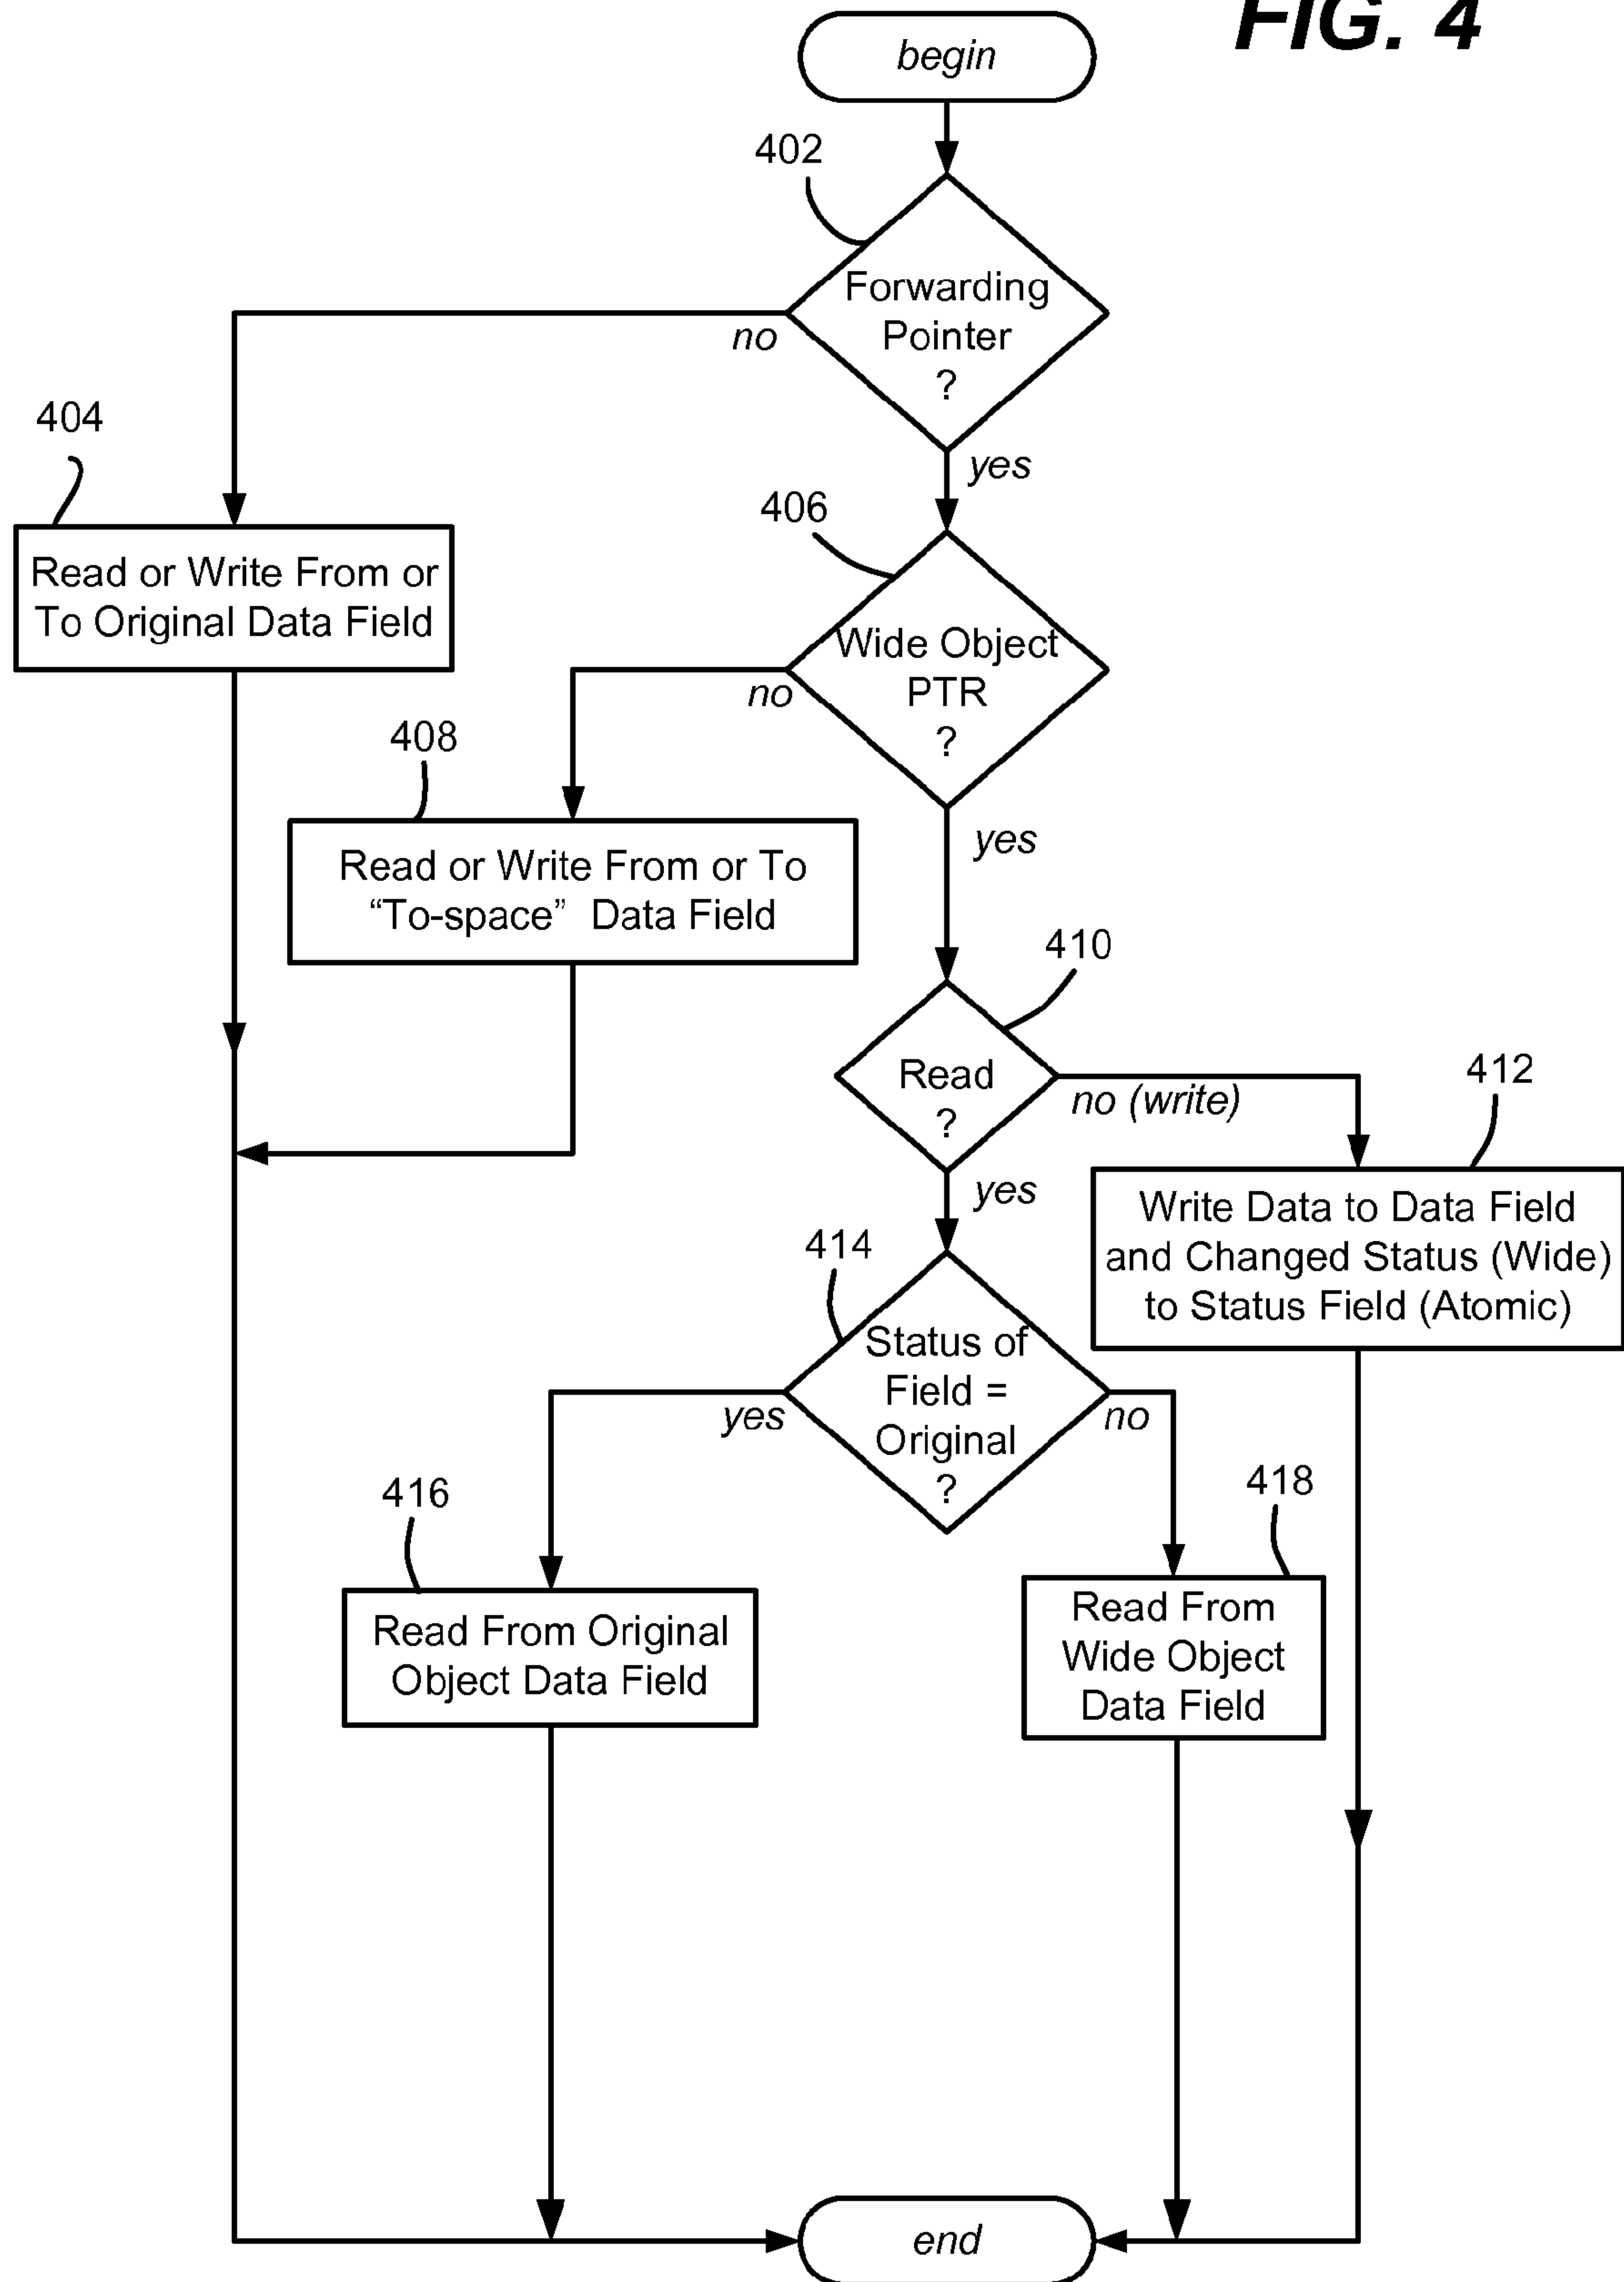 FIG. 4
begin
402
Forwarding
Pointer
?
no
yes
404
Read or Write From or
To Original Data Field
406
Wide Object
PTR
?
no
yes
408
Read or Write From or To
“To-space” Data Field
410
Read
?
no (write)
yes
412
Write Data to Data Field
and Changed Status (Wide)
to Status Field (Atomic)
414
Status of
Field =
Original
?
yes
no
416
Read From Original
Object Data Field
418
Read From
Wide Object
Data Field
end